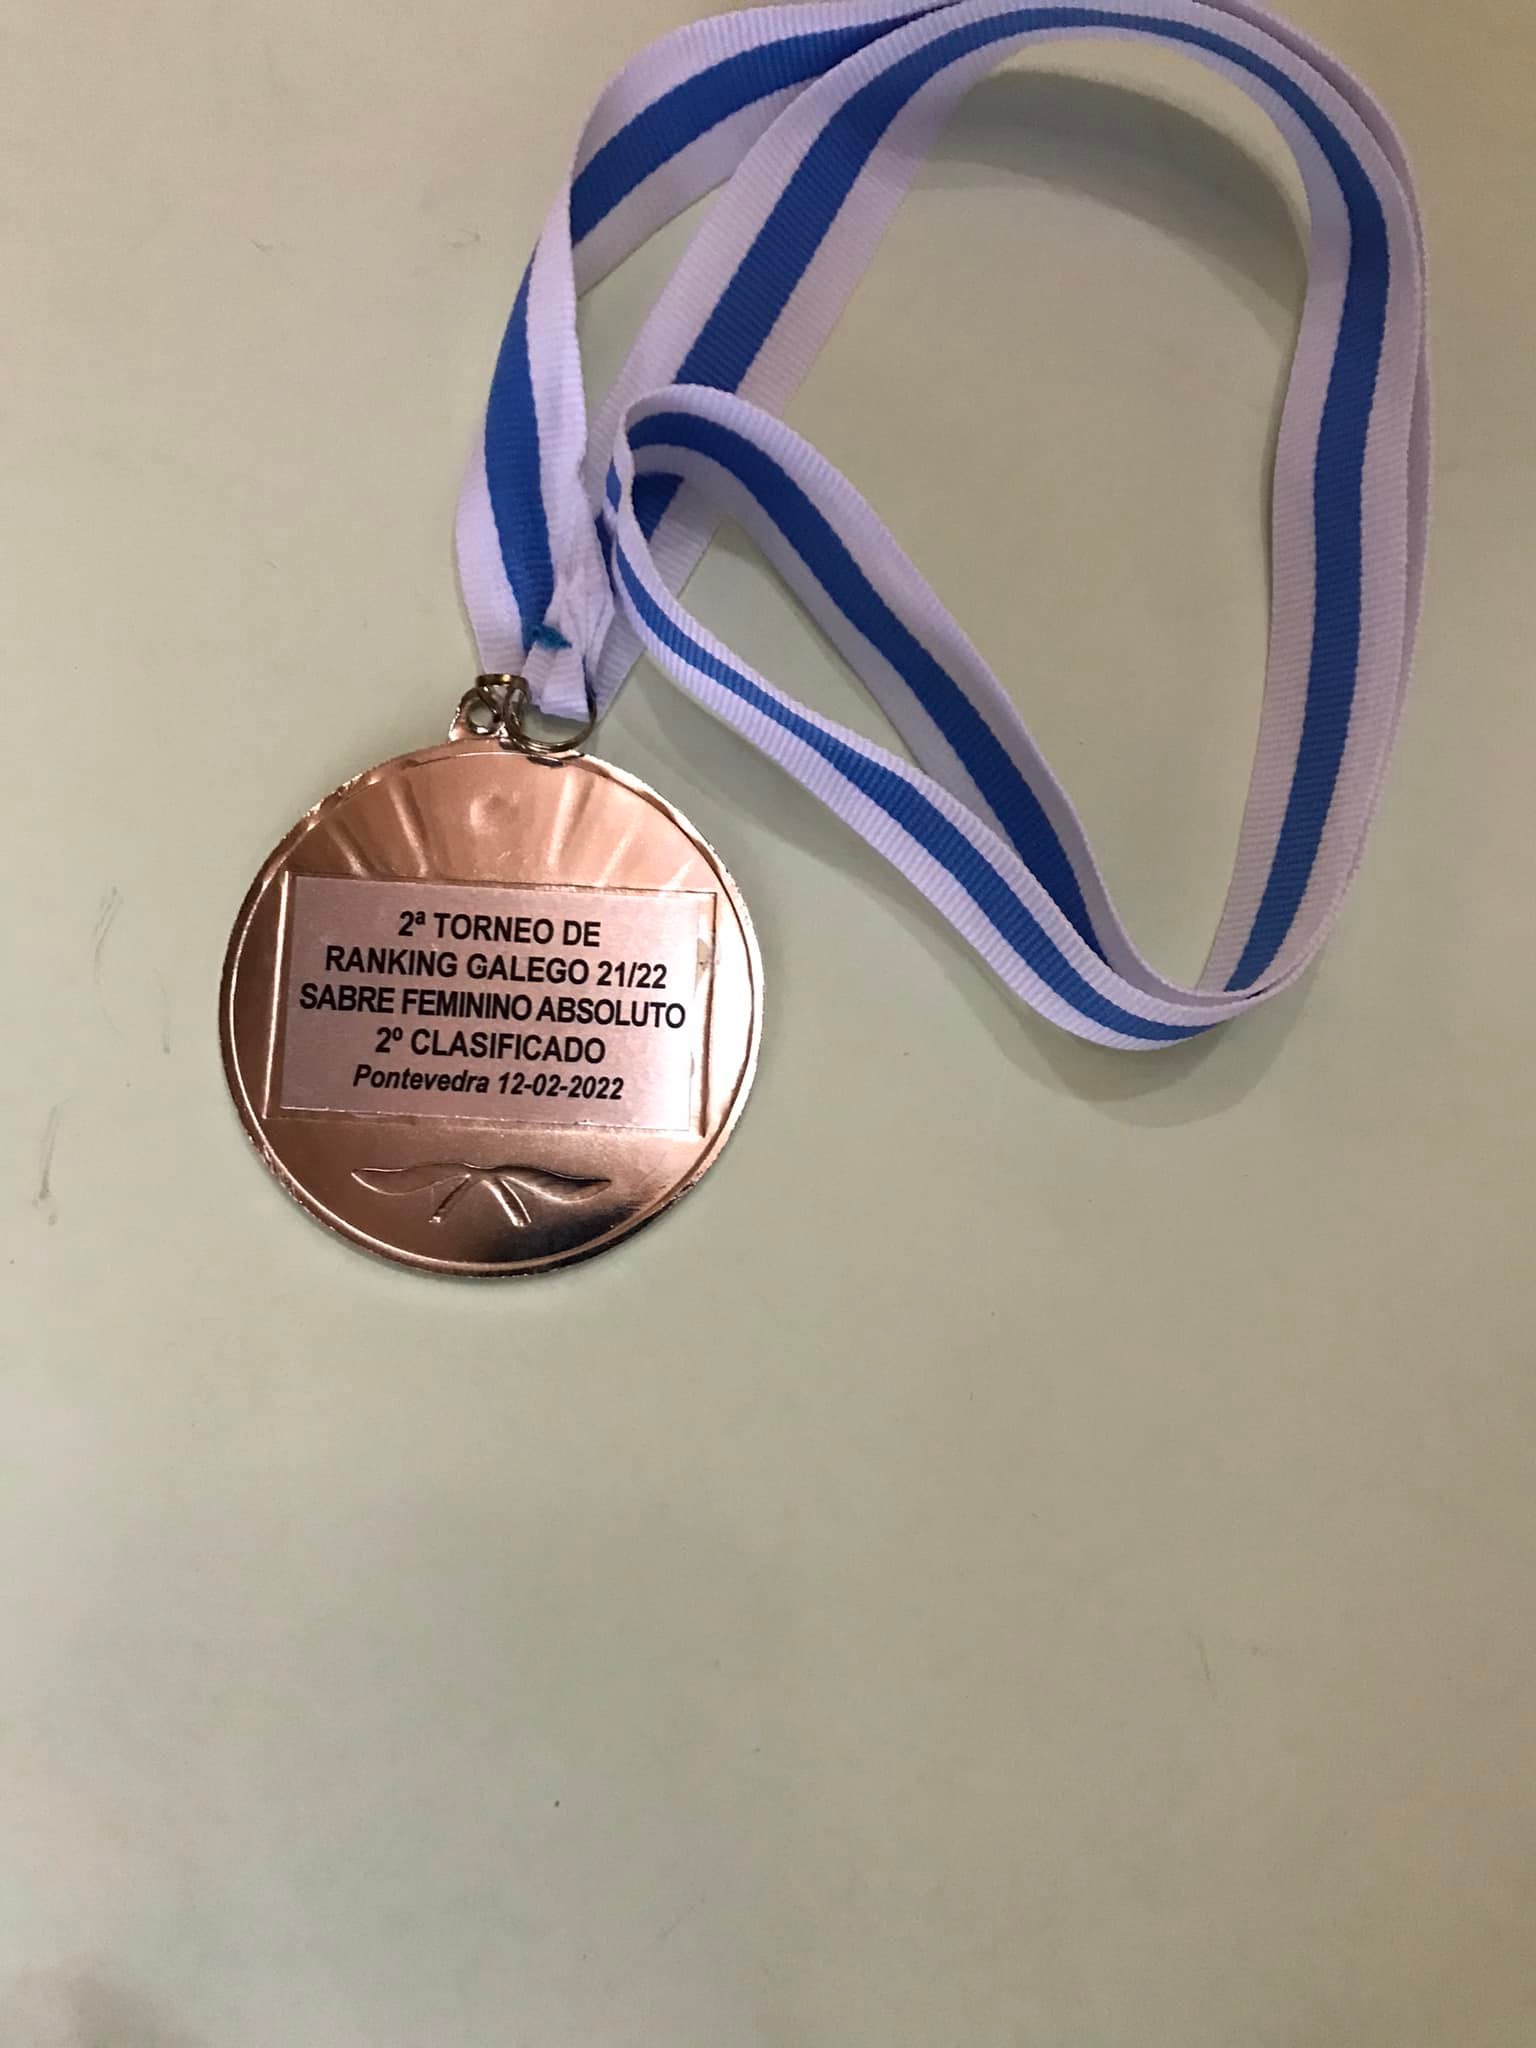 2ª TORNEO DE
RANKING GALEGO 21/22
SABRE FEMININO ABSOLUTO
2º CLASIFICADO
Pontevedra 12-02-2022